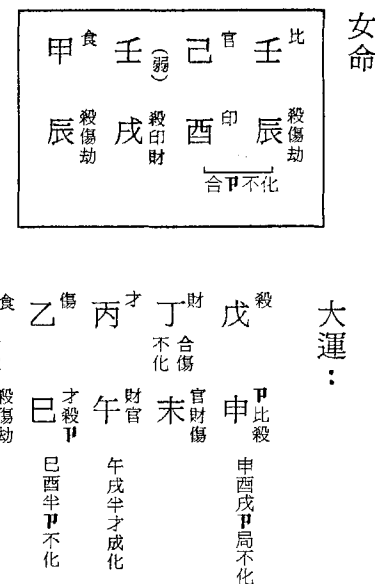 女命
比
壬
辰
殺傷劫
官
己
酉
印
合卩不化
(弱)
壬
戌
殺印財
食
甲
辰
殺傷劫
大運：
殺
戊
申
卩比殺
申酉戌卩局不化
財
丁
合傷
不化
未
官財傷
才
丙
午
財官
午戌半才成化
傷
乙
巳
才殺卩
巳酉半卩不化
食
殺傷劫